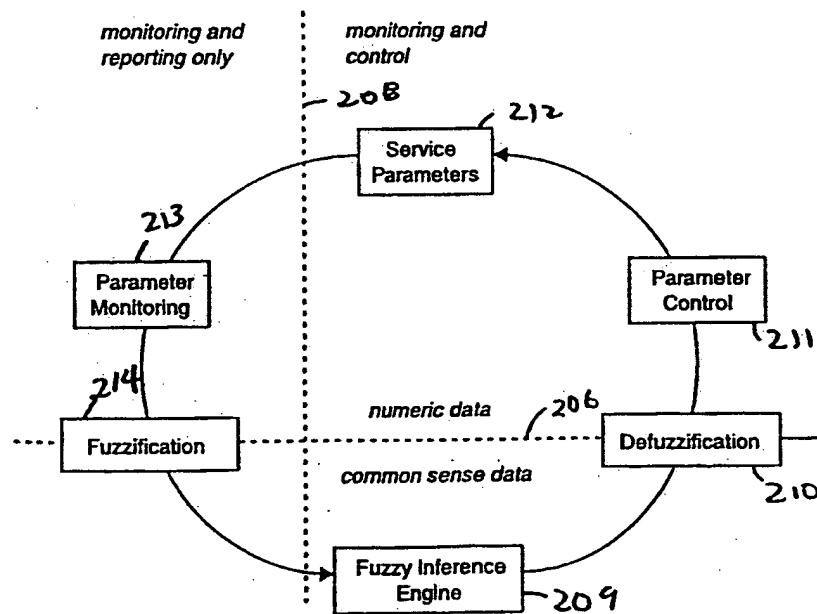 monitoring and
reporting only
monitoring and
control
208
212
Service
Parameters
213
Parameter
Monitoring
Parameter
Control
211
214
numeric data
206
Fuzzification
Defuzzification
common sense data
210
Fuzzy Inference
Engine
209